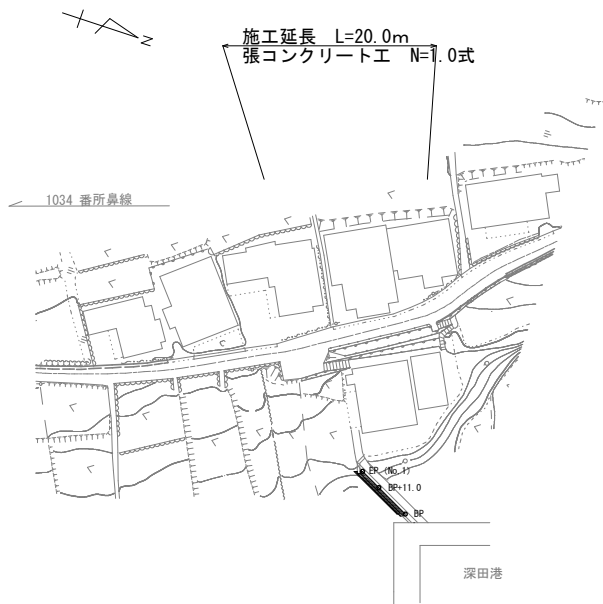 N
施工延長　L=20.0m
張コンクリート工　N=1.0式
1034 番所鼻線
EP (No.1)
BP+11.0
BP
深田港